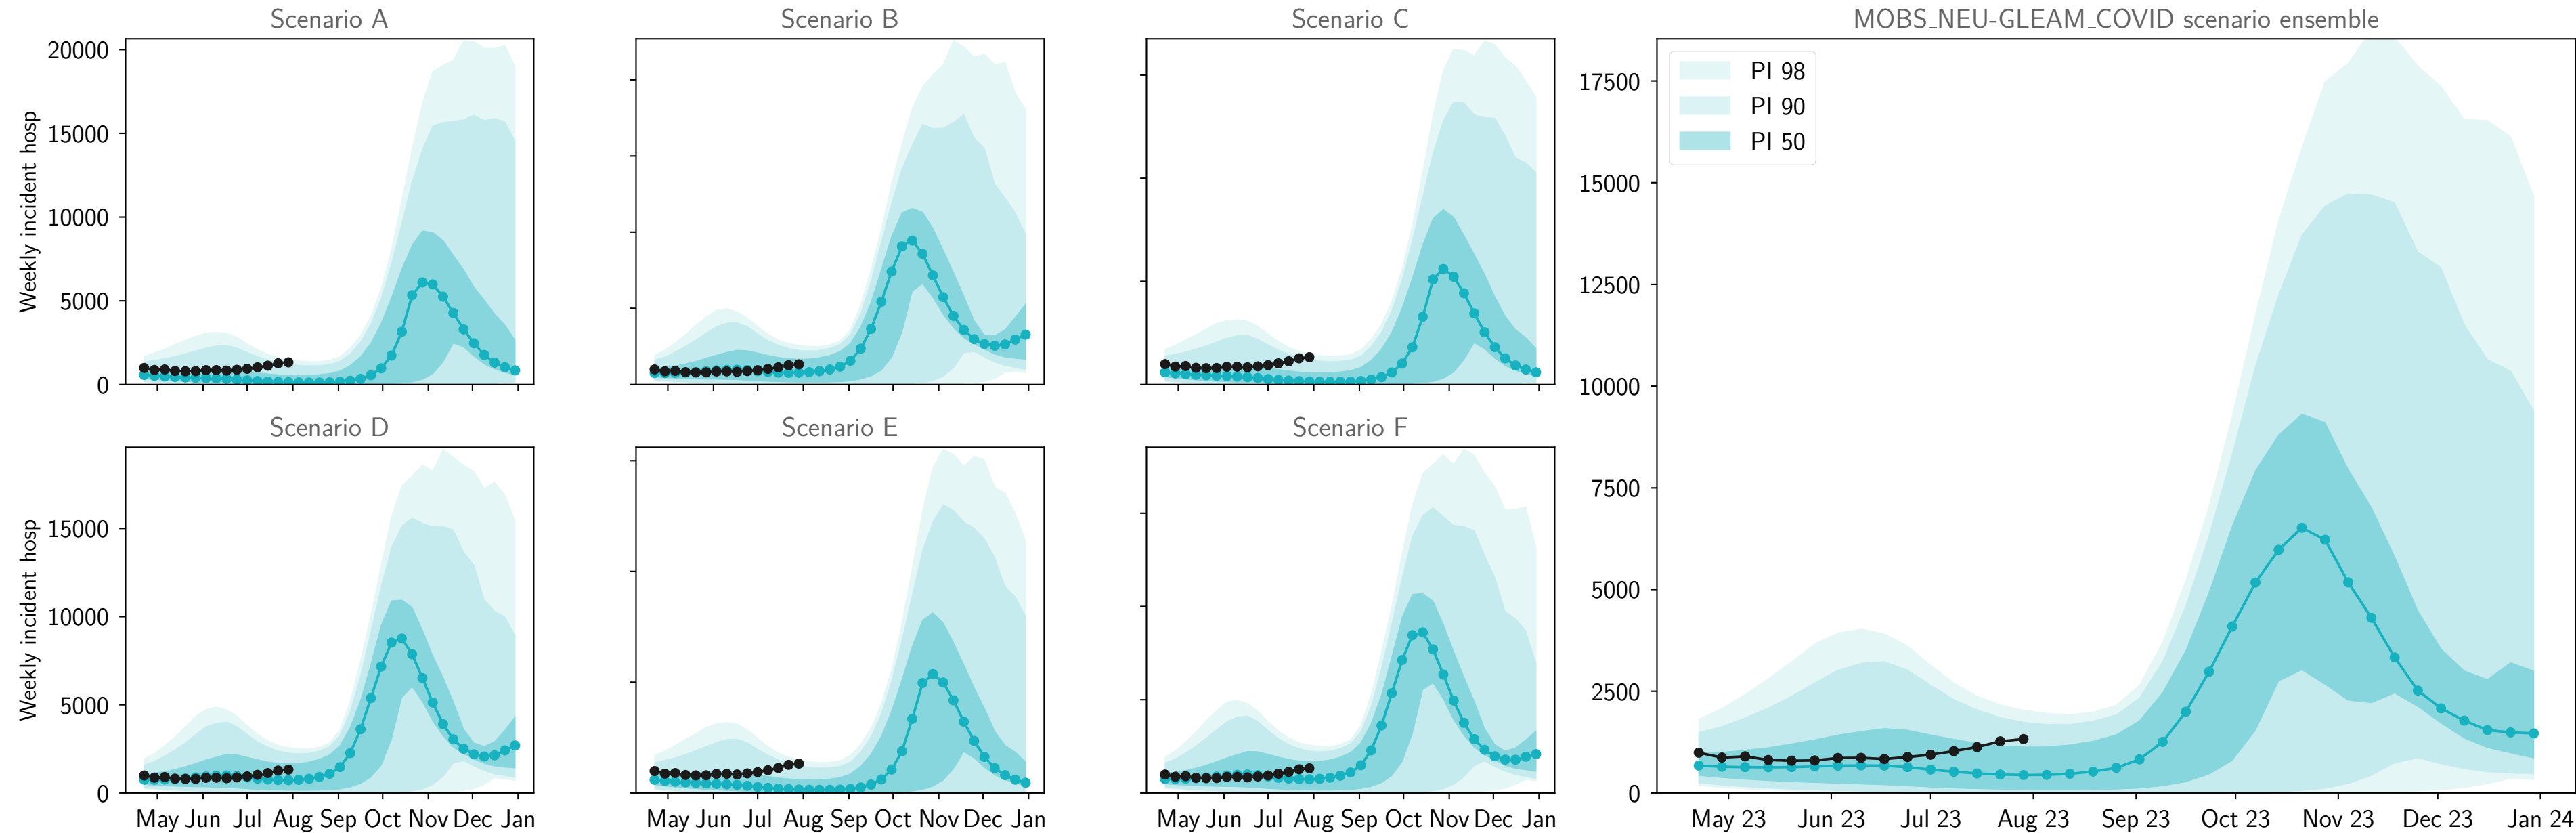 Scenario A
Scenario B
Scenario C
MOBS_NEU-GLEAM_COVID scenario ensemble
Weekly incident hosp
20000
15000
10000
5000
0
Scenario D
Scenario E
Scenario F
Weekly incident hosp
15000
10000
5000
0
May Jun Jul Aug Sep Oct Nov Dec Jan
May Jun Jul Aug Sep Oct Nov Dec Jan
May Jun Jul Aug Sep Oct Nov Dec Jan
PI 98
PI 90
PI 50
17500
15000
12500
10000
7500
5000
2500
0
May 23 Jun 23 Jul 23 Aug 23 Sep 23 Oct 23 Nov 23 Dec 23 Jan 24